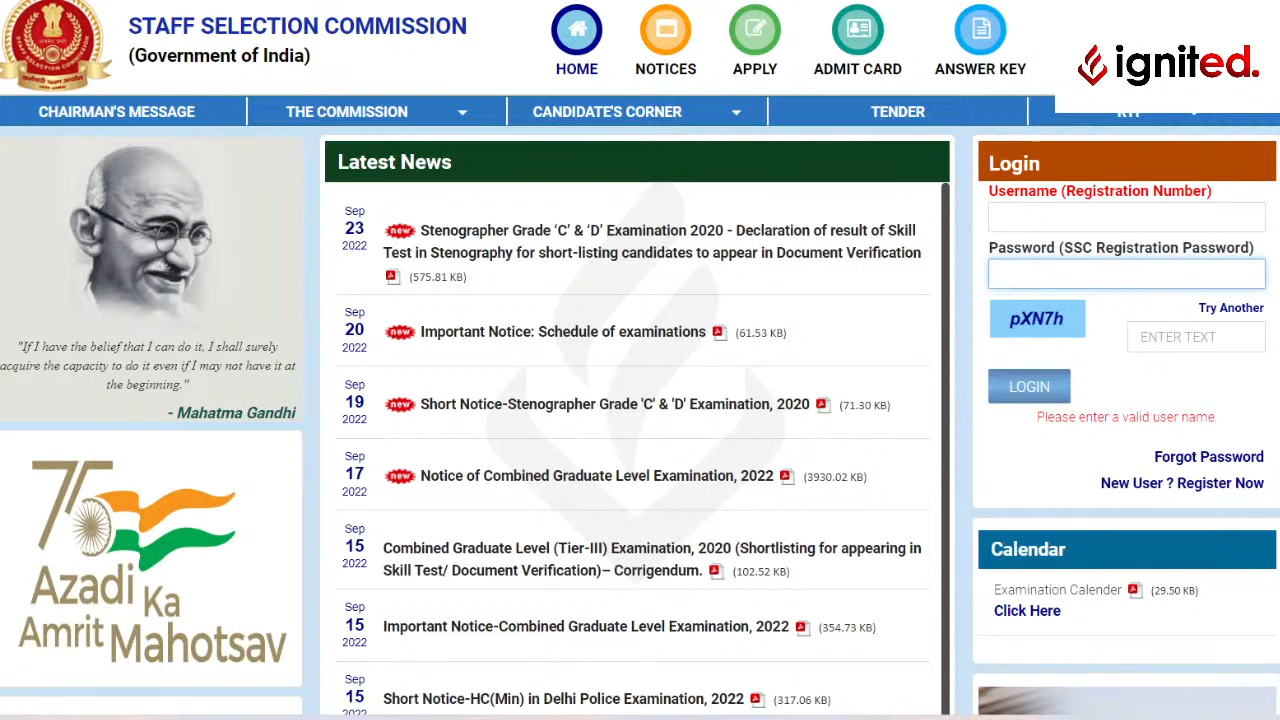 STAFF SELECTION COMMISSION
(Government of India)
HOME
NOTICES
APPLY
ADMIT CARD
ANSWER KEY
ignited.
CHAIRMAN'S MESSAGE
THE COMMISSION
CANDIDATE'S CORNER
TENDER
"If I have the belief that I can do it, I shall surely
acquire the capacity to do it even if I may not have it at
the beginning."
- Mahatma Gandhi
75
Azadi Ka
Amrit Mahotsav
Latest News
Sep
23
2022
new Stenographer Grade ‘C’ & ‘D’ Examination 2020 - Declaration of result of Skill
Test in Stenography for short-listing candidates to appear in Document Verification
(575.81 KB)
Sep
20
2022
new Important Notice: Schedule of examinations (61.53 KB)
Sep
19
2022
new Short Notice-Stenographer Grade 'C' & 'D' Examination, 2020 (71.30 KB)
Sep
17
2022
new Notice of Combined Graduate Level Examination, 2022 (3930.02 KB)
Sep
15
2022
Combined Graduate Level (Tier-III) Examination, 2020 (Shortlisting for appearing in
Skill Test/ Document Verification)– Corrigendum. (102.52 KB)
Sep
15
2022
Important Notice-Combined Graduate Level Examination, 2022 (354.73 KB)
Sep
15
2022
Short Notice-HC(Min) in Delhi Police Examination, 2022 (317.06 KB)
Login
Username (Registration Number)
Password (SSC Registration Password)
pXN7h
Try Another
ENTER TEXT
LOGIN
Please enter a valid user name.
Forgot Password
New User ? Register Now
Calendar
Examination Calender (29.50 KB)
Click Here